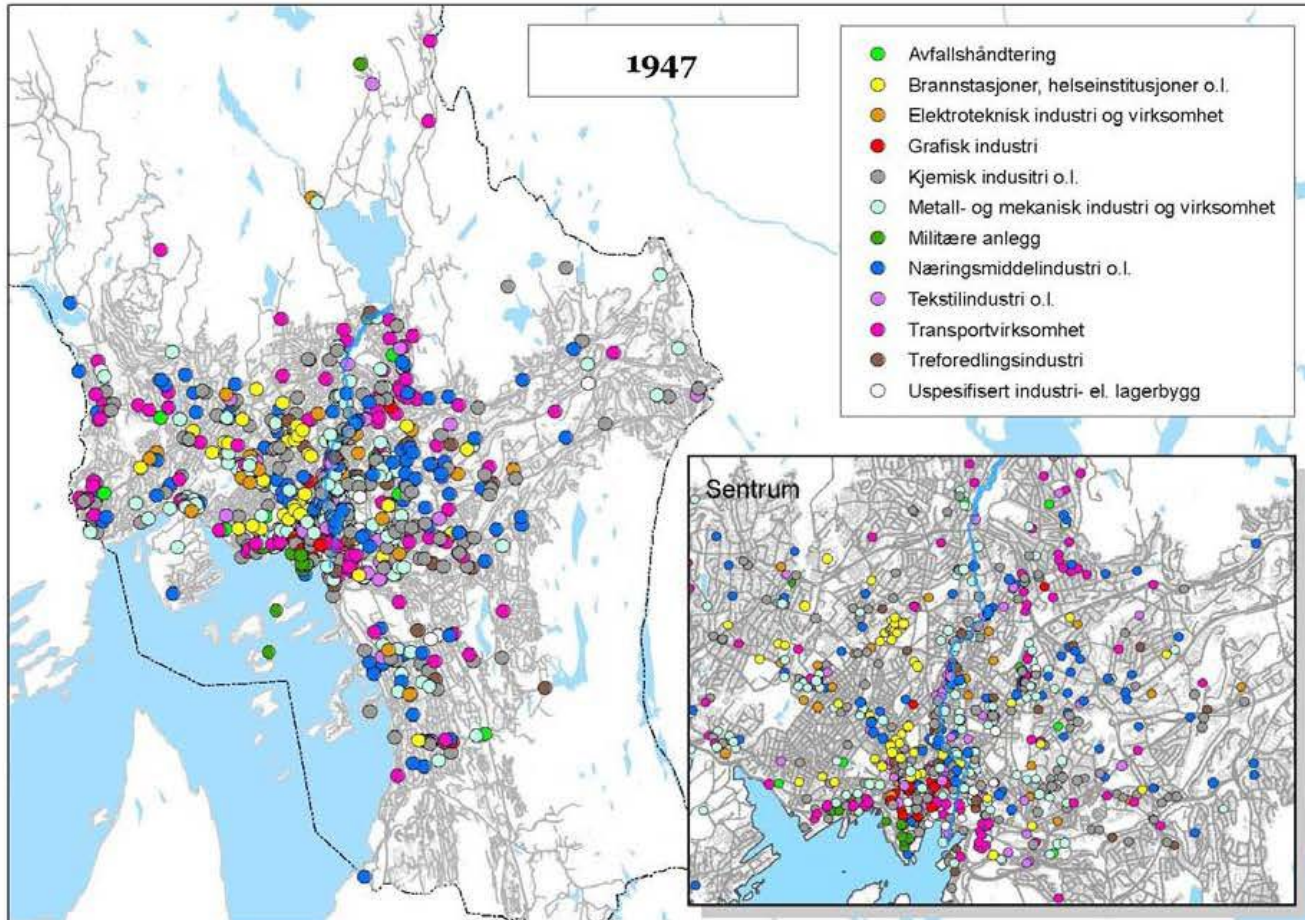 1947
Avfallshåndtering
Brannstasjoner, helseinstitusjoner o.l.
Elektroteknisk industri og virksomhet
Grafisk industri
Kjemisk indusitri o.l.
Metall- og mekanisk industri og virksomhet
Militære anlegg
Næringsmiddelindustri o.l.
Tekstilindustri o.l.
Transportvirksomhet
Treforedlingsindustri
Uspesifisert industri- el. lagerbygg
Sentrum